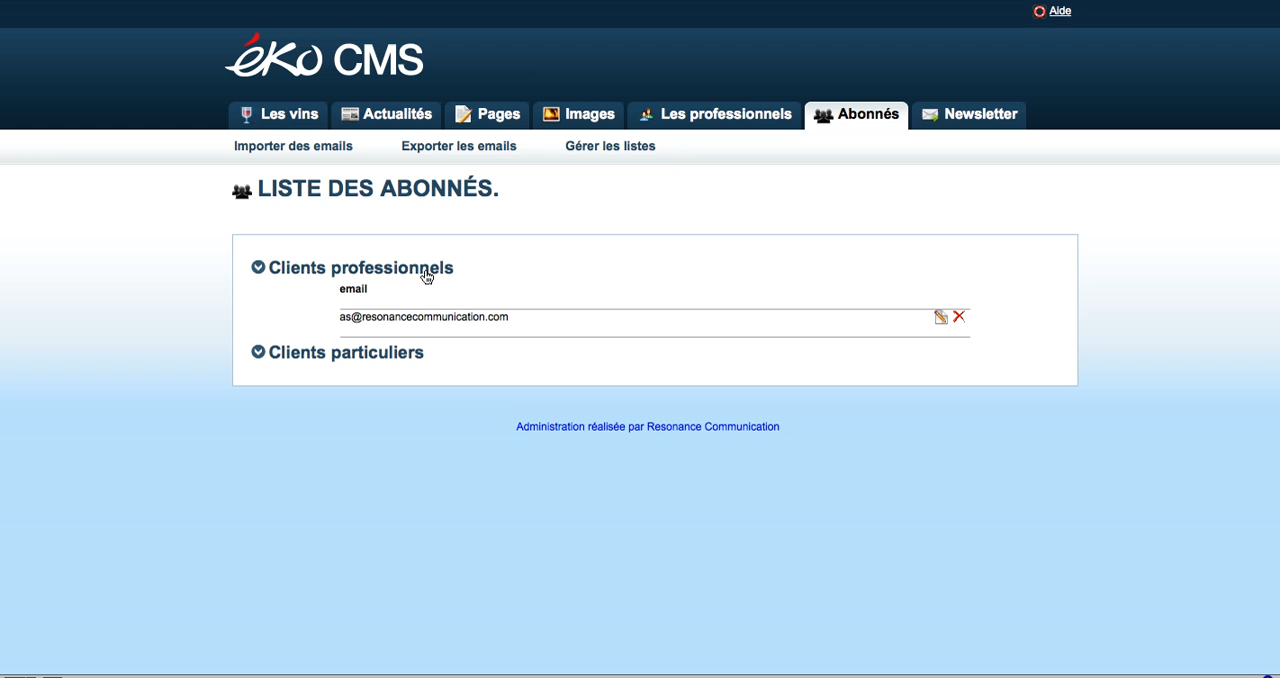 Aide
éko CMS
Les vins Actualités Pages Images Les professionnels Abonnés Newsletter
Importer des emails Exporter les emails Gérer les listes
LISTE DES ABONNÉS.
Clients professionnels
email
as@resonancecommunication.com
Clients particuliers
Administration réalisée par Resonance Communication